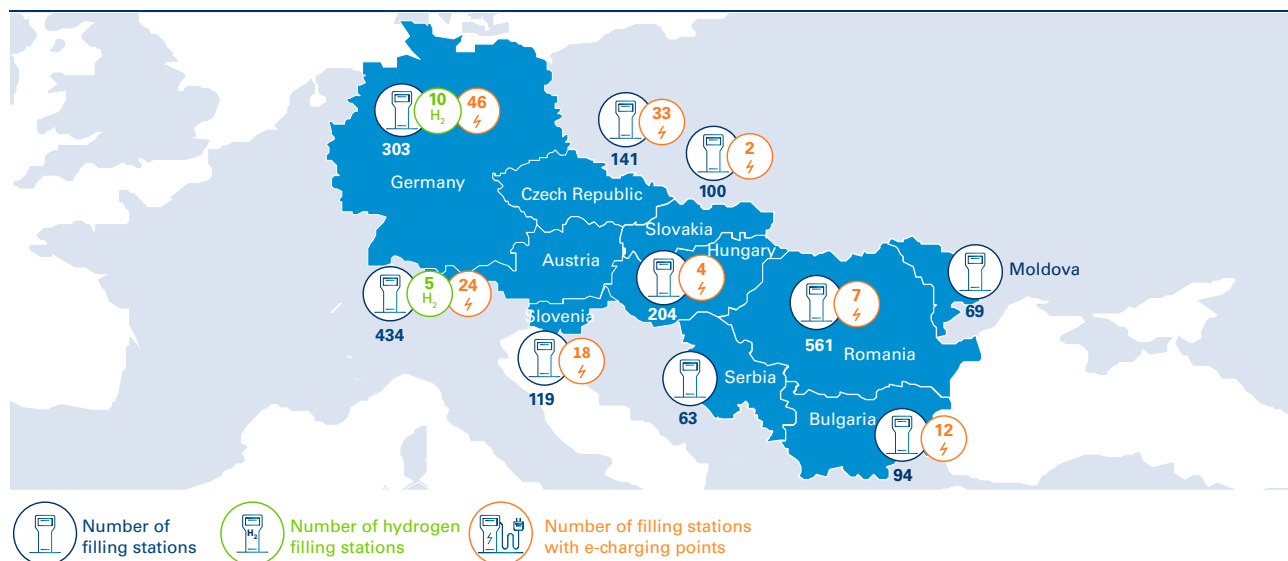 10
H₂
46
303
Germany
33
141
2
100
Czech Republic
Slovakia
Hungary
Austria
5
H₂
24
434
4
204
Slovenia
18
119
7
561
Romania
Moldova
69
Serbia
63
Bulgaria
12
94
Number of
filling stations
H₂
Number of hydrogen
filling stations
Number of filling stations
with e-charging points